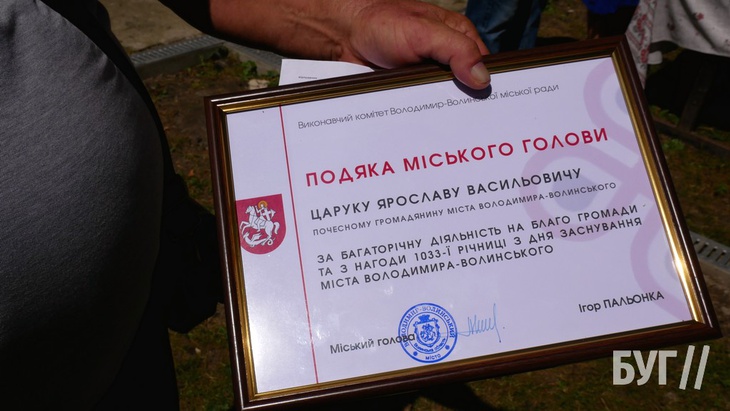 Виконавчий комітет Володимир-Волинської міської ради
ПОДЯКА МІСЬКОГО ГОЛОВИ
ЦАРУКУ ЯРОСЛАВУ ВАСИЛЬОВИЧУ
ПОЧЕСНОМУ ГРОМАДЯНИНУ МІСТА ВОЛОДИМИРА-ВОЛИНСЬКОГО
ЗА БАГАТОРІЧНУ ДІЯЛЬНІСТЬ НА БЛАГО ГРОМАДИ
ТА З НАГОДИ 1033-Ї РІЧНИЦІ З ДНЯ ЗАСНУВАННЯ
МІСТА ВОЛОДИМИРА-ВОЛИНСЬКОГО
Міський голова
Ігор ПАЛЬОНКА
БУГ//